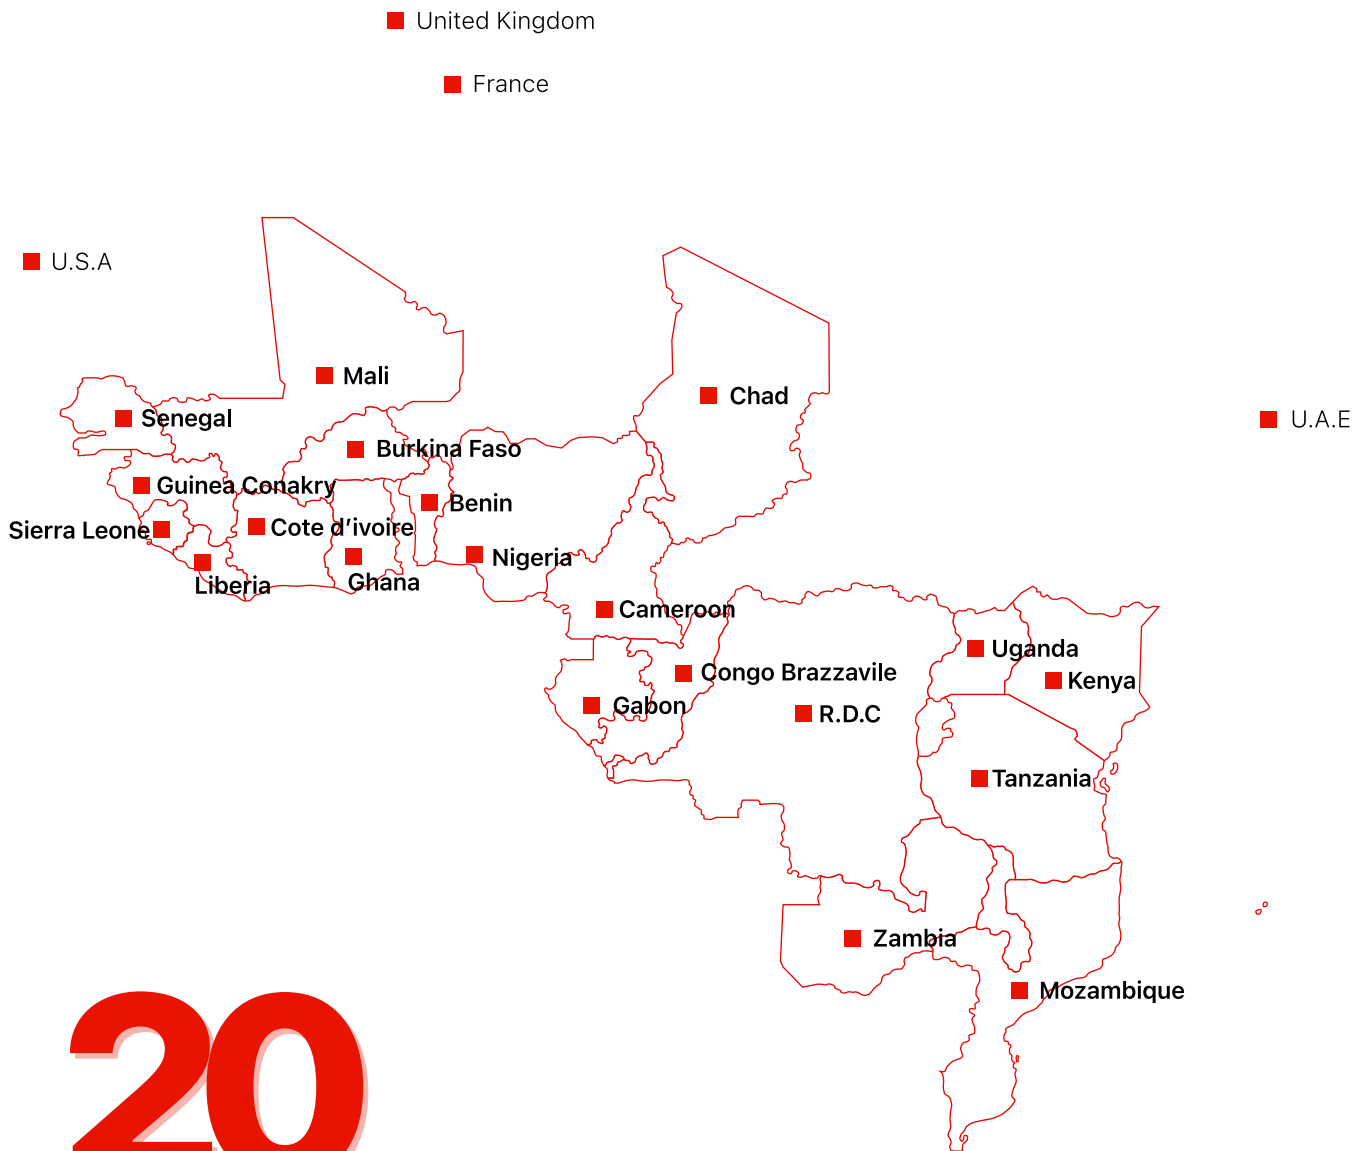 United Kingdom
France
U.S.A
Mali
Chad
Senegal
U.A.E
Burkina Faso
Guinea Conakry
Benin
Sierra Leone
Cote d’ivoire
Nigeria
Liberia
Ghana
Cameroon
Uganda
Congo Brazzavile
Kenya
Gabon
R.D.C
Tanzania
Zambia
Mozambique
20